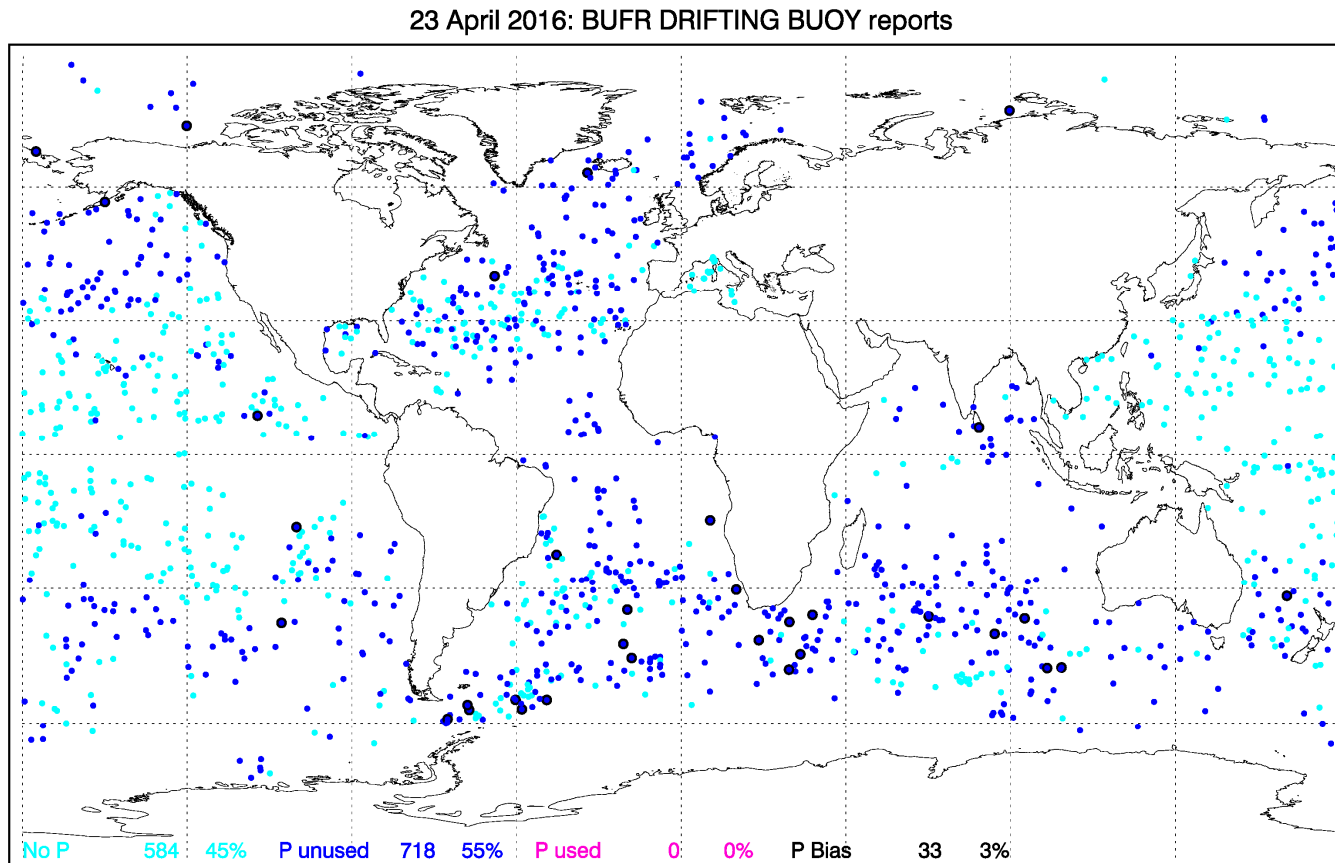 23 April 2016: BUFR DRIFTING BUOY reports
No P 584 45% P unused 718 55% P used 0 0% P Bias 33 3%